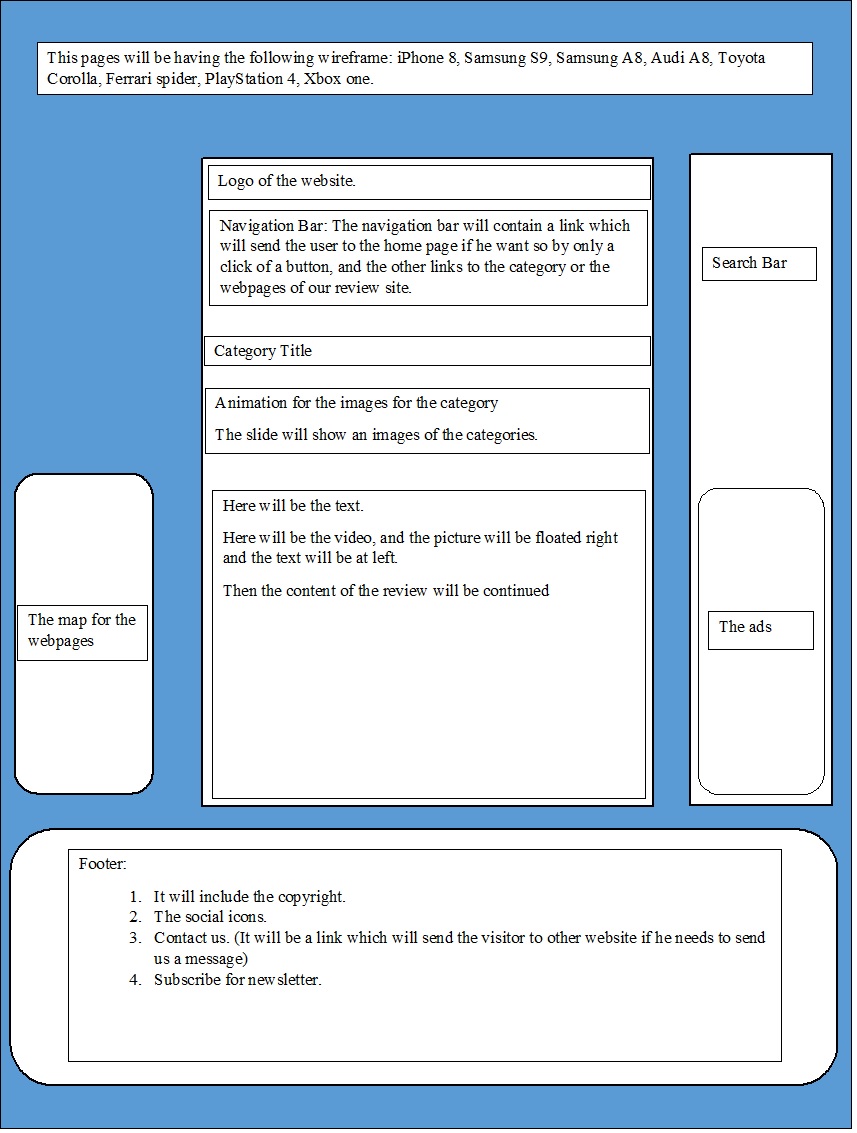 This pages will be having the following wireframe: iPhone 8, Samsung S9, Samsung A8, Audi A8, Toyota
Corolla, Ferrari spider, PlayStation 4, Xbox one.
Logo of the website.
Navigation Bar: The navigation bar will contain a link which
will send the user to the home page if he want so by only a
click of a button, and the other links to the category or the
webpages of our review site.
Search Bar
Category Title
Animation for the images for the category
The slide will show an images of the categories.
Here will be the text.
Here will be the video, and the picture will be floated right
and the text will be at left.
Then the content of the review will be continued
The map for the
webpages
The ads
Footer:
1. It will include the copyright.
2. The social icons.
3. Contact us. (It will be a link which will send the visitor to other website if he needs to send
us a message)
4. Subscribe for newsletter.